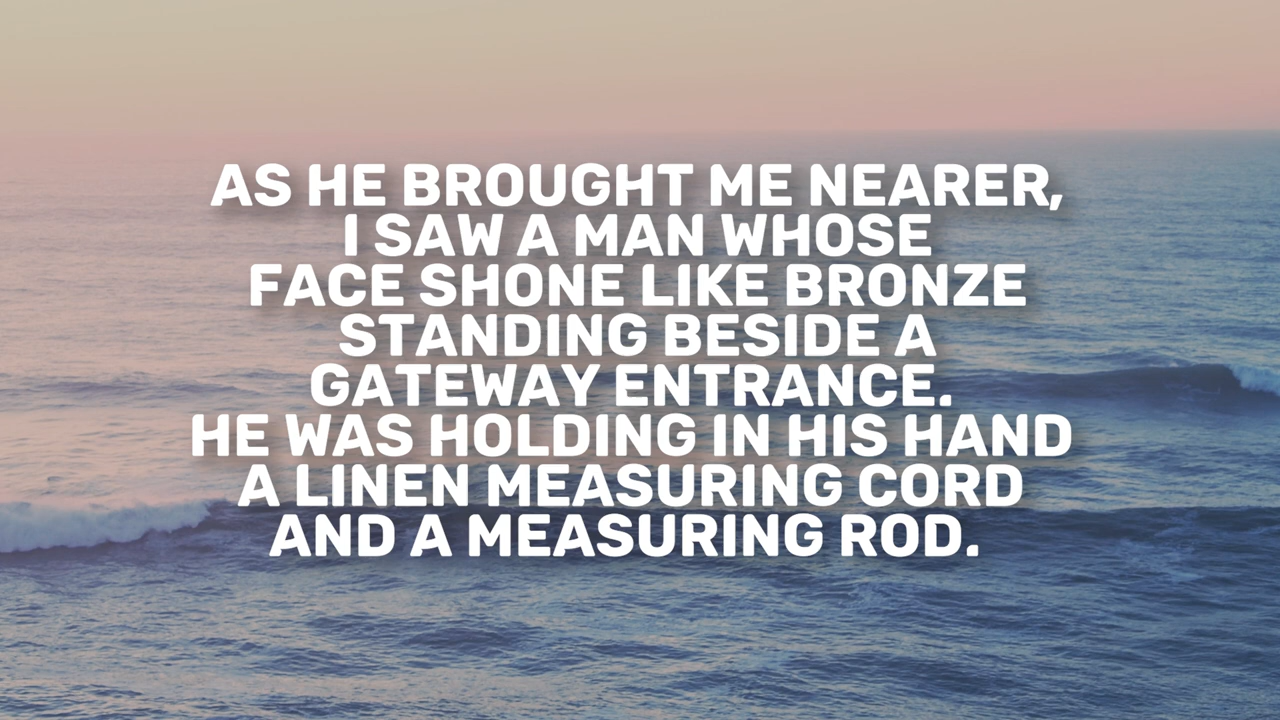 AS HE BROUGHT ME NEARER,
I SAW A MAN WHOSE
FACE SHONE LIKE BRONZE
STANDING BESIDE A
GATEWAY ENTRANCE.
HE WAS HOLDING IN HIS HAND
A LINEN MEASURING CORD
AND A MEASURING ROD.